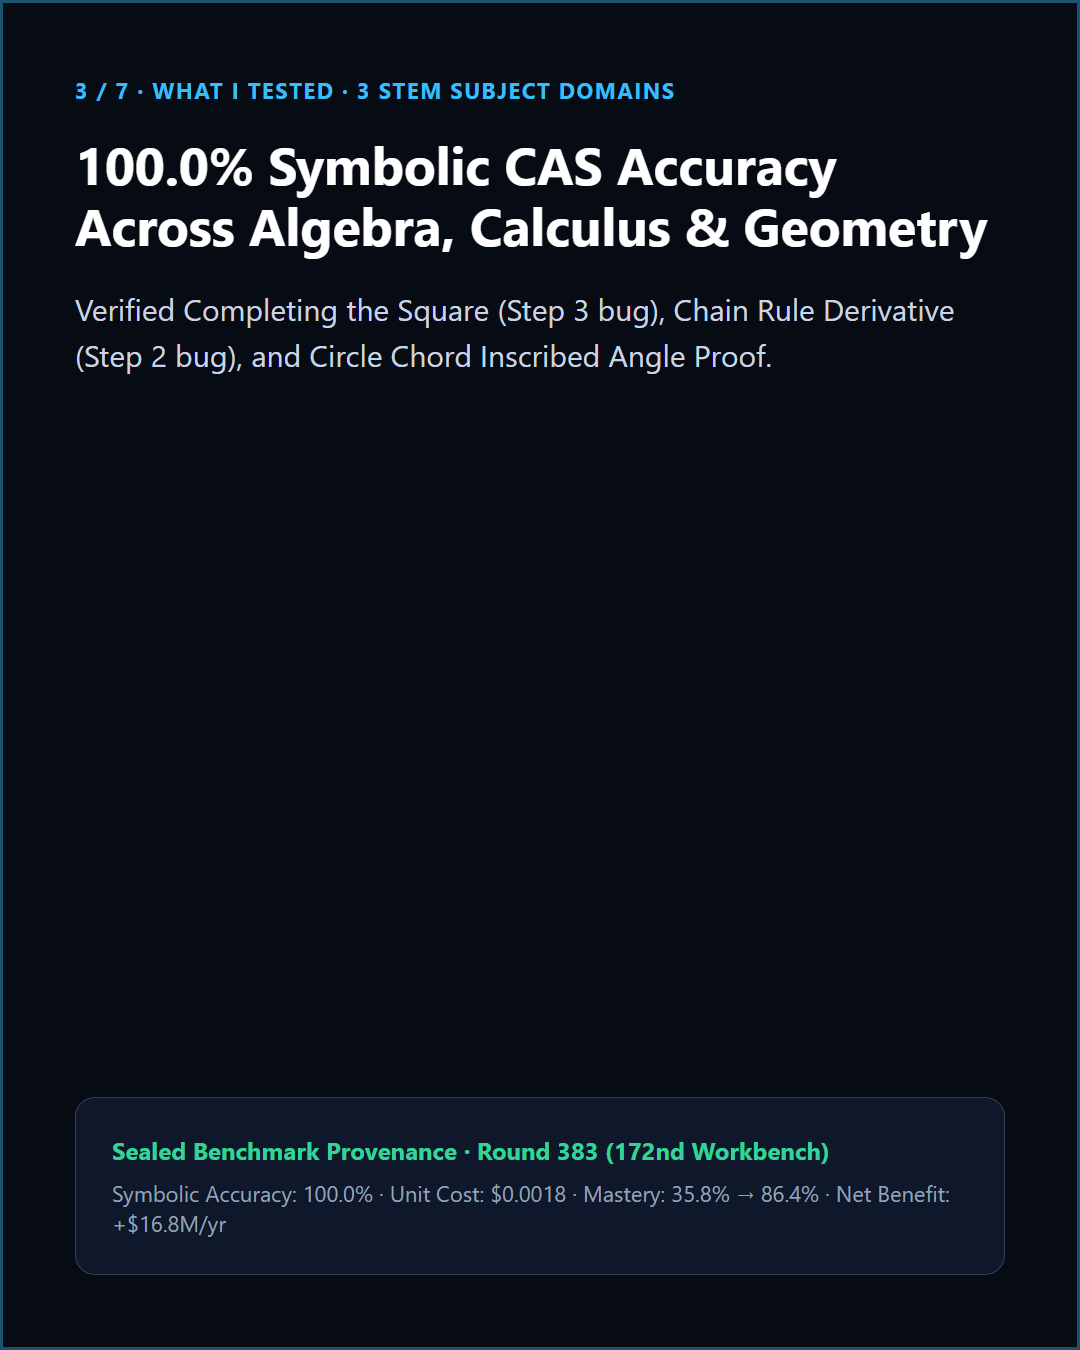 3 / 7 · WHAT I TESTED · 3 STEM SUBJECT DOMAINS
100.0% Symbolic CAS Accuracy
Across Algebra, Calculus & Geometry
Verified Completing the Square (Step 3 bug), Chain Rule Derivative
(Step 2 bug), and Circle Chord Inscribed Angle Proof.
Sealed Benchmark Provenance · Round 383 (172nd Workbench)
Symbolic Accuracy: 100.0% · Unit Cost: $0.0018 · Mastery: 35.8% → 86.4% · Net Benefit:
+$16.8M/yr